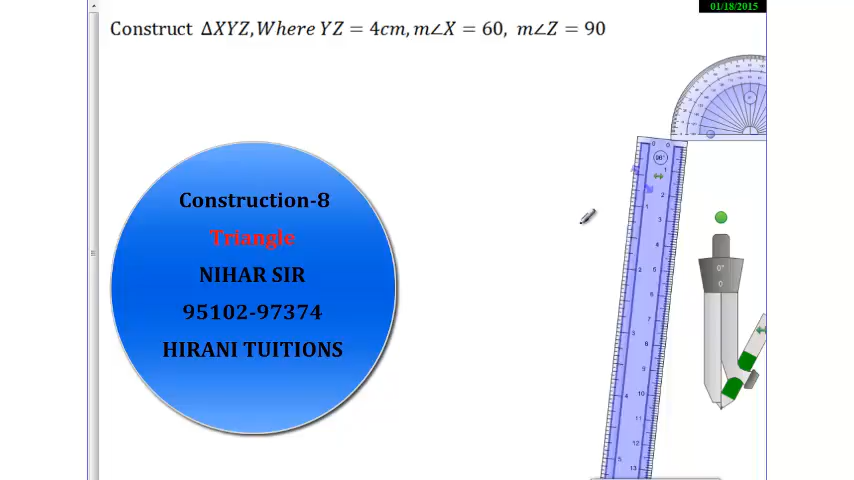 01/18/2015
Construct ΔXYZ, Where YZ = 4cm, m∠X = 60, m∠Z = 90
Construction-8
Triangle
NIHAR SIR
95102-97374
HIRANI TUITIONS